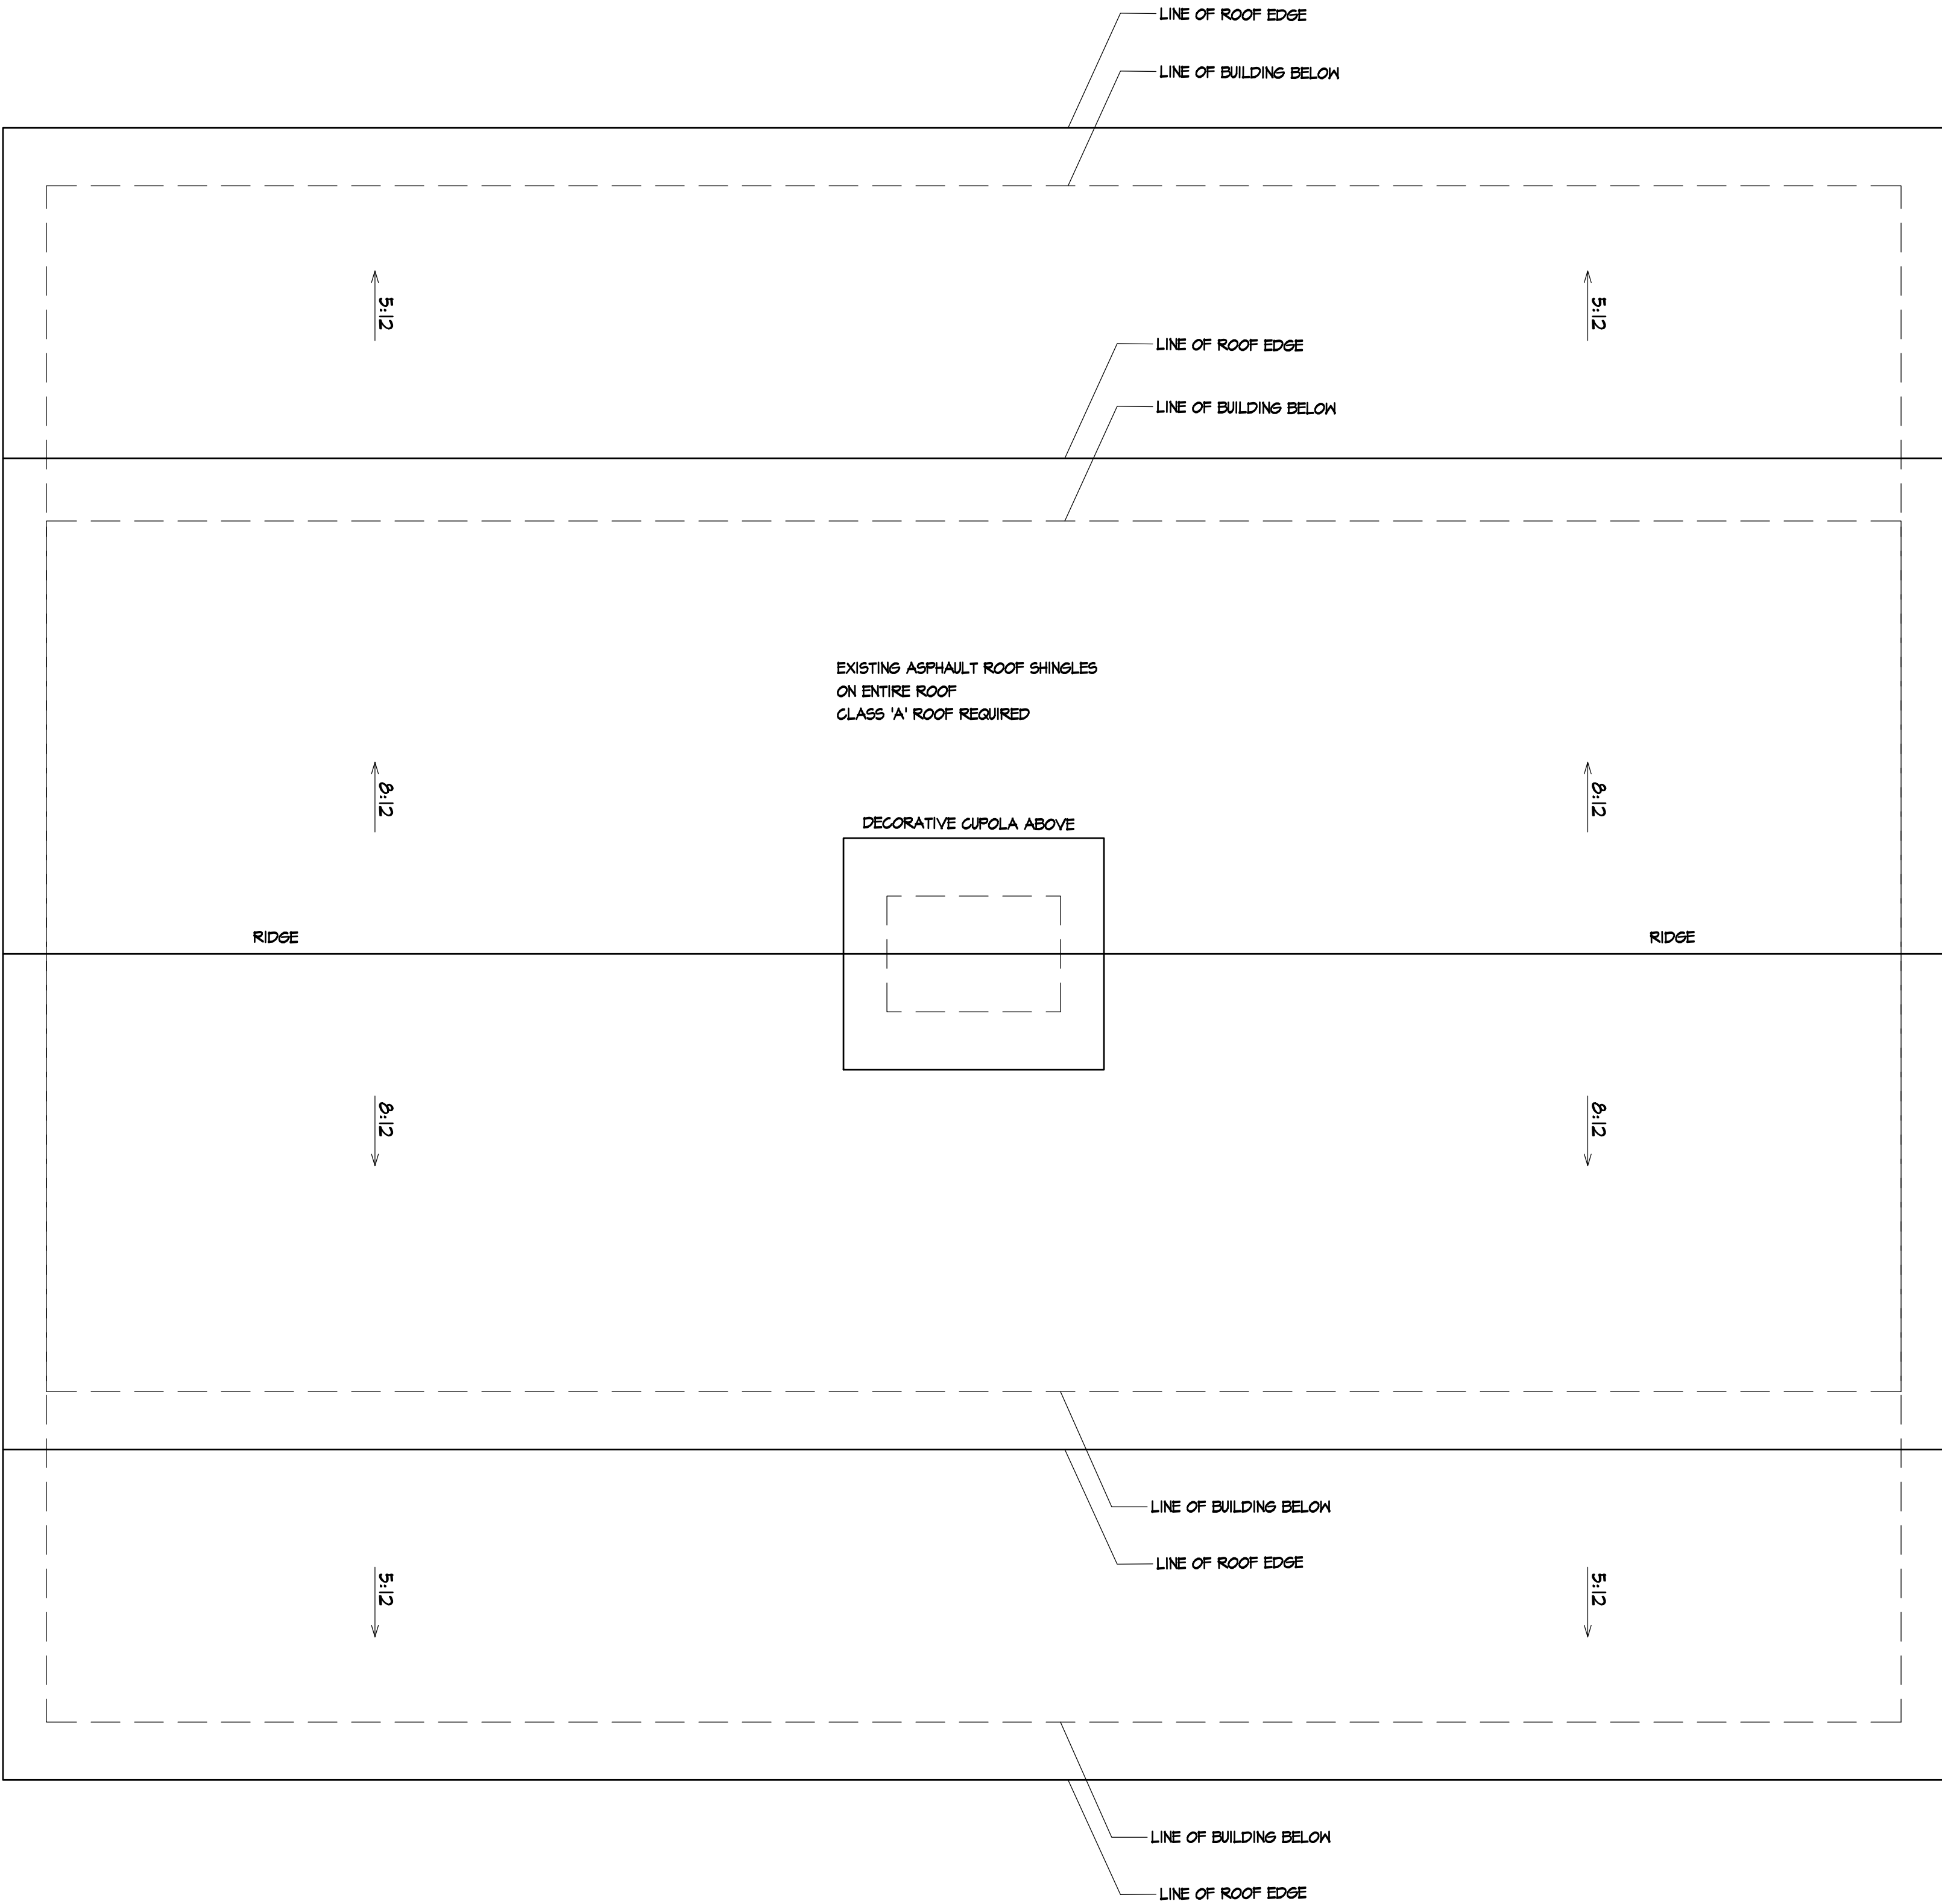 LINE OF ROOF EDGE
LINE OF BUILDING BELOW
5:12
5:12
LINE OF ROOF EDGE
LINE OF BUILDING BELOW
EXISTING ASPHAULT ROOF SHINGLES
ON ENTIRE ROOF
CLASS 'A' ROOF REQUIRED
8:12
8:12
DECORATIVE CUPOLA ABOVE
RIDGE
RIDGE
8:12
8:12
LINE OF BUILDING BELOW
LINE OF ROOF EDGE
5:12
5:12
LINE OF BUILDING BELOW
LINE OF ROOF EDGE